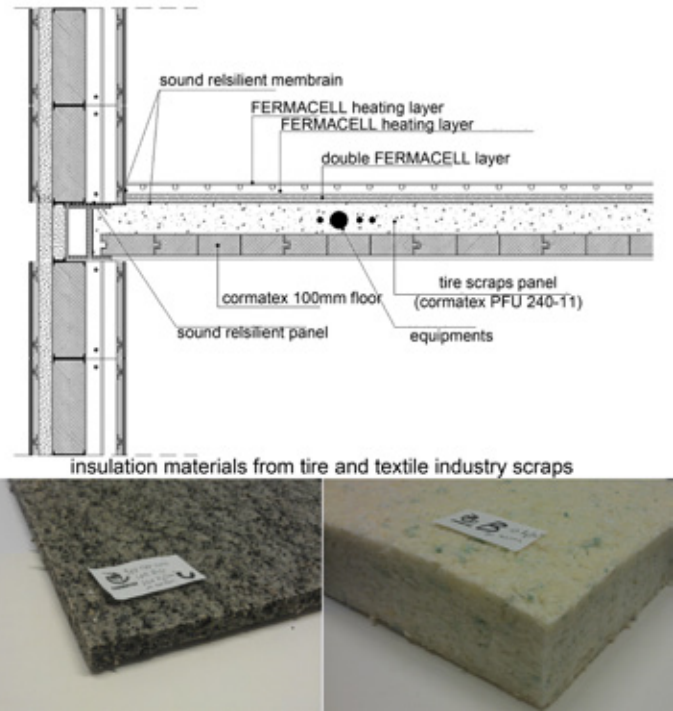 sound relsilient membrain
FERMACELL heating layer
FERMACELL heating layer
double FERMACELL layer
tire scraps panel
(cormatex PFU 240-11)
cormatex 100mm floor
sound relsilient panel
equipments
insulation materials from tire and textile industry scraps